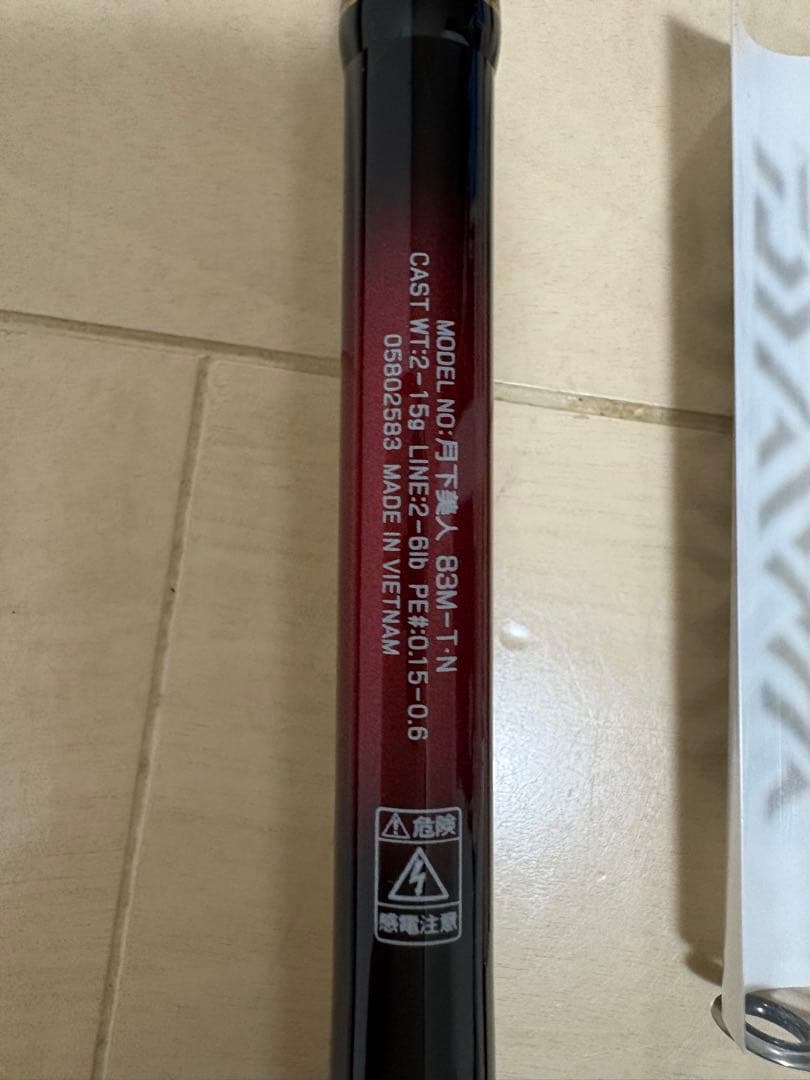 MODEL NO:月下美人 83M-T・N
CAST WT:2-15g LINE:2-6lb PE#:0.15-0.6
05802583 MADE IN VIETNAM
危険
感電注意